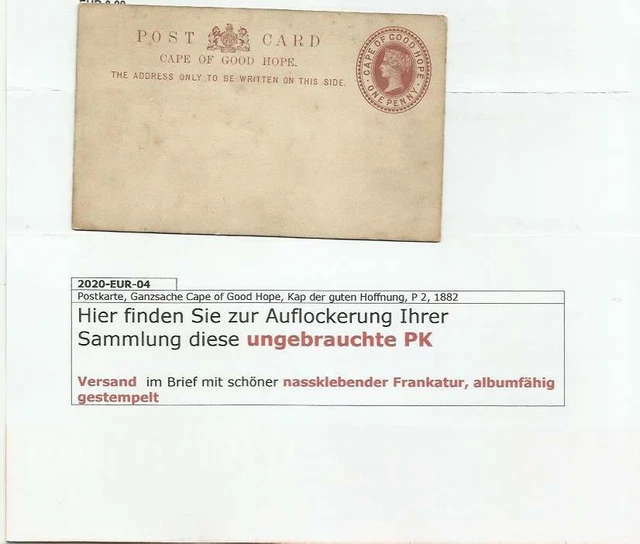 POST CARD
CAPE OF GOOD HOPE.
THE ADDRESS ONLY TO BE WRITTEN ON THIS SIDE.
CAPE OF GOOD HOPE
ONE PENNY
2020-EUR-04
Postkarte, Ganzsache Cape of Good Hope, Kap der guten Hoffnung, P 2, 1882
Hier finden Sie zur Auflockerung Ihrer
Sammlung diese ungebrauchte PK
Versand im Brief mit schöner nassklebender Frankatur, albumfähig
gestempelt